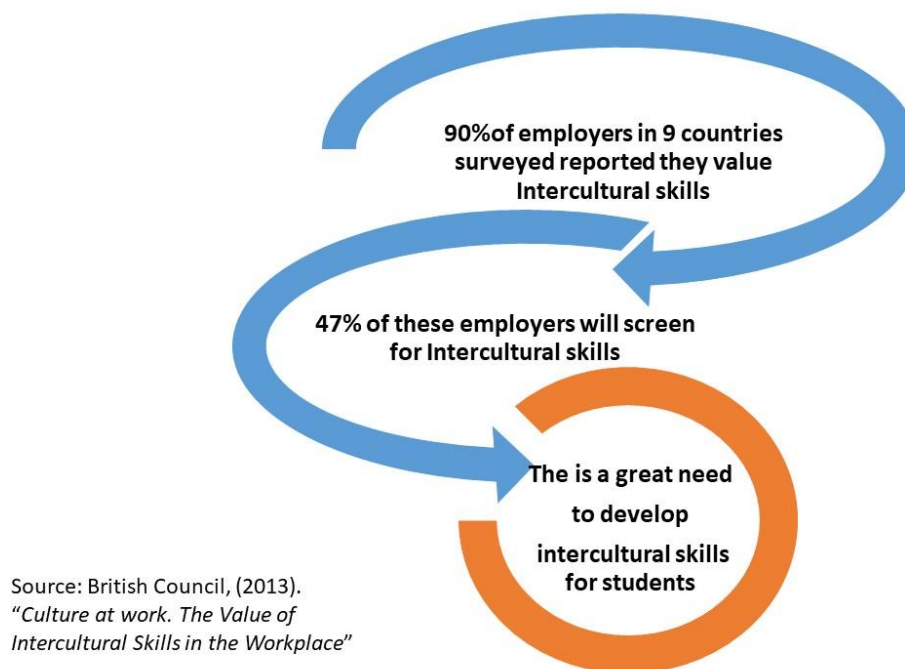 90%of employers in 9 countries
surveyed reported they value
Intercultural skills
47% of these employers will screen
for Intercultural skills
The is a great need
to develop
intercultural skills
for students
Source: British Council, (2013).
“Culture at work. The Value of
Intercultural Skills in the Workplace”